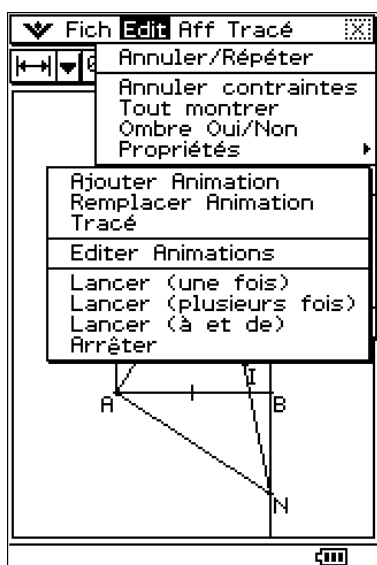 Fich Edit Aff Tracé
Annuler/Répéter
Annuler contraintes
Tout montrer
Ombre Oui/Non
Propriétés
Ajouter Animation
Remplacer Animation
Tracé
Editer Animations
Lancer (une fois)
Lancer (plusieurs fois)
Lancer (à et de)
Arrêter
I
A B
N